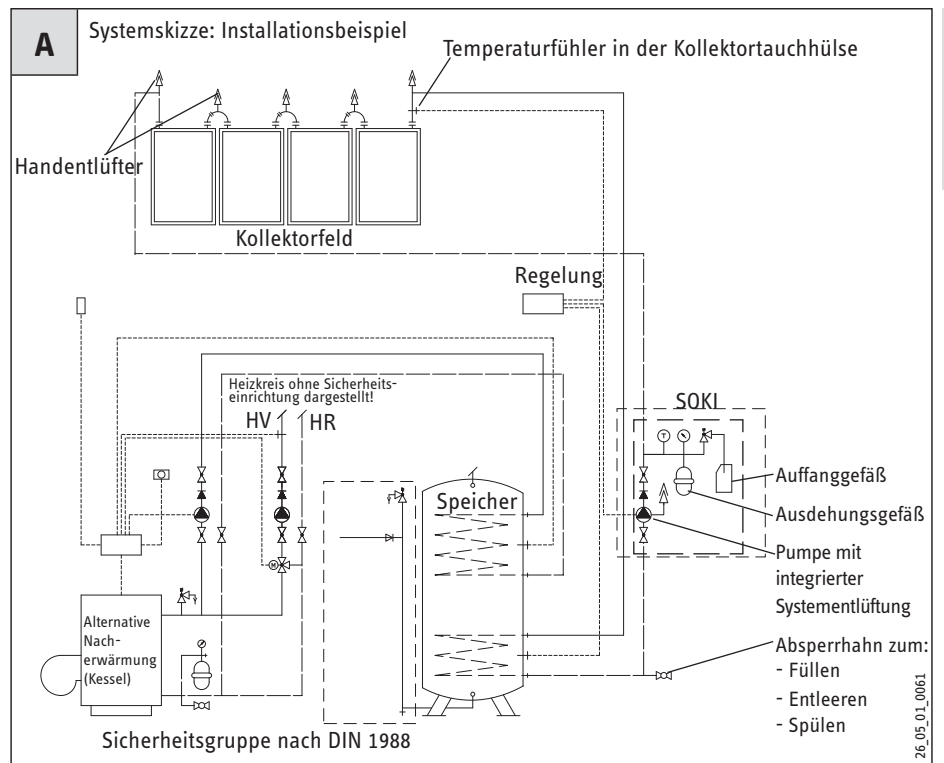 A
Systemskizze: Installationsbeispiel
Temperaturfühler in der Kollektortauchhülse
Handentlüfter
Kollektorfeld
Regelung
Heizkreis ohne Sicherheits-
einrichtung dargestellt!
HV
HR
SOKI
T
Speicher
Auffanggefäß
Ausdehungsgefäß
Pumpe mit
integrierter
Systementlüftung
M
Alternative
Nach-
erwärmung
(Kessel)
Absperrhahn zum:
- Füllen
- Entleeren
- Spülen
Sicherheitsgruppe nach DIN 1988
26_05_01_0061